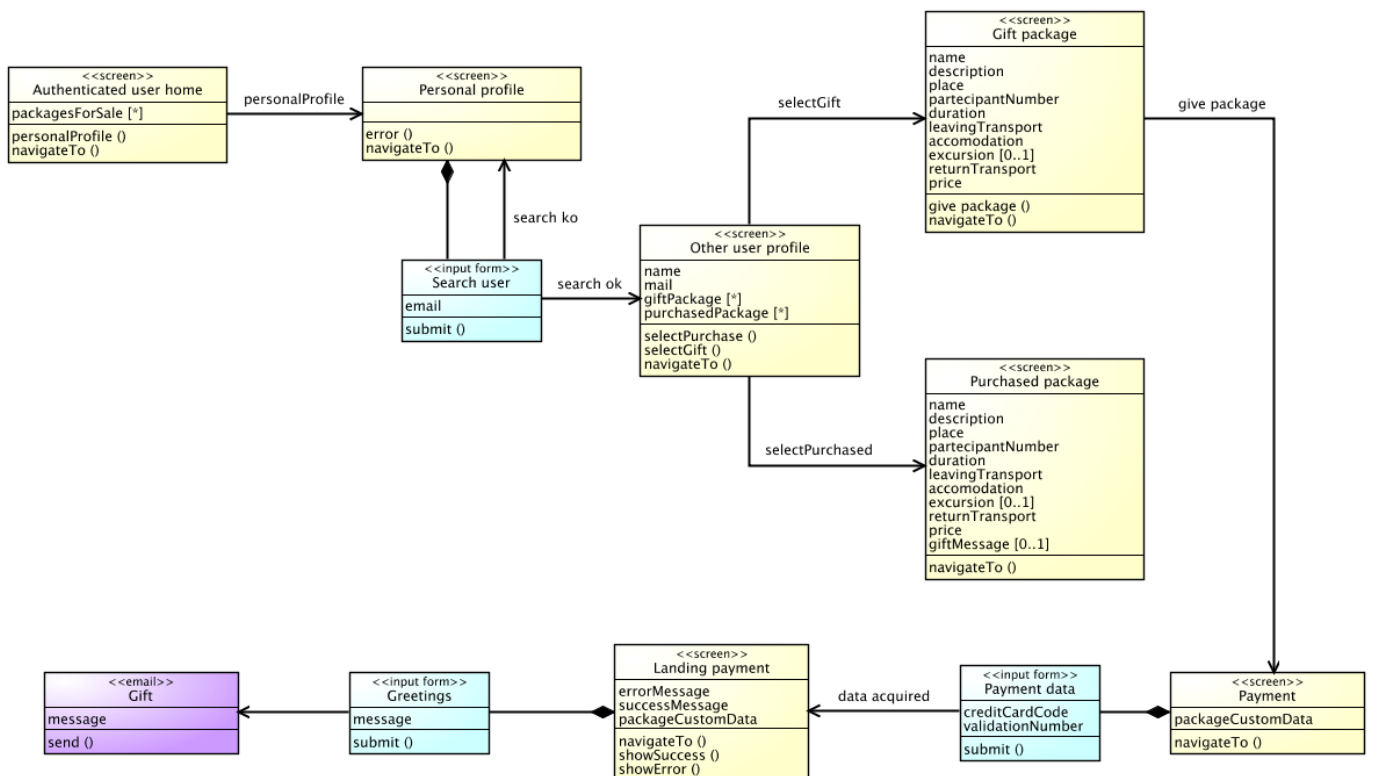 <<screen>>
Authenticated user home
packagesForSale [*]
personalProfile ()
navigateTo ()
personalProfile
<<screen>>
Personal profile
error ()
navigateTo ()
search ko
<<input form>>
Search user
email
submit ()
search ok
<<screen>>
Other user profile
name
mail
giftPackage [*]
purchasedPackage [*]
selectPurchase ()
selectGift ()
navigateTo ()
selectGift
<<screen>>
Gift package
name
description
place
partecipantNumber
duration
leavingTransport
accomodation
excursion [0..1]
returnTransport
price
give package ()
navigateTo ()
give package
selectPurchased
<<screen>>
Purchased package
name
description
place
partecipantNumber
duration
leavingTransport
accomodation
excursion [0..1]
returnTransport
price
giftMessage [0..1]
navigateTo ()
<<email>>
Gift
message
send ()
<<input form>>
Greetings
message
submit ()
<<screen>>
Landing payment
errorMessage
successMessage
packageCustomData
navigateTo ()
showSuccess ()
showError ()
data acquired
<<input form>>
Payment data
creditCardCode
validationNumber
submit ()
<<screen>>
Payment
packageCustomData
navigateTo ()